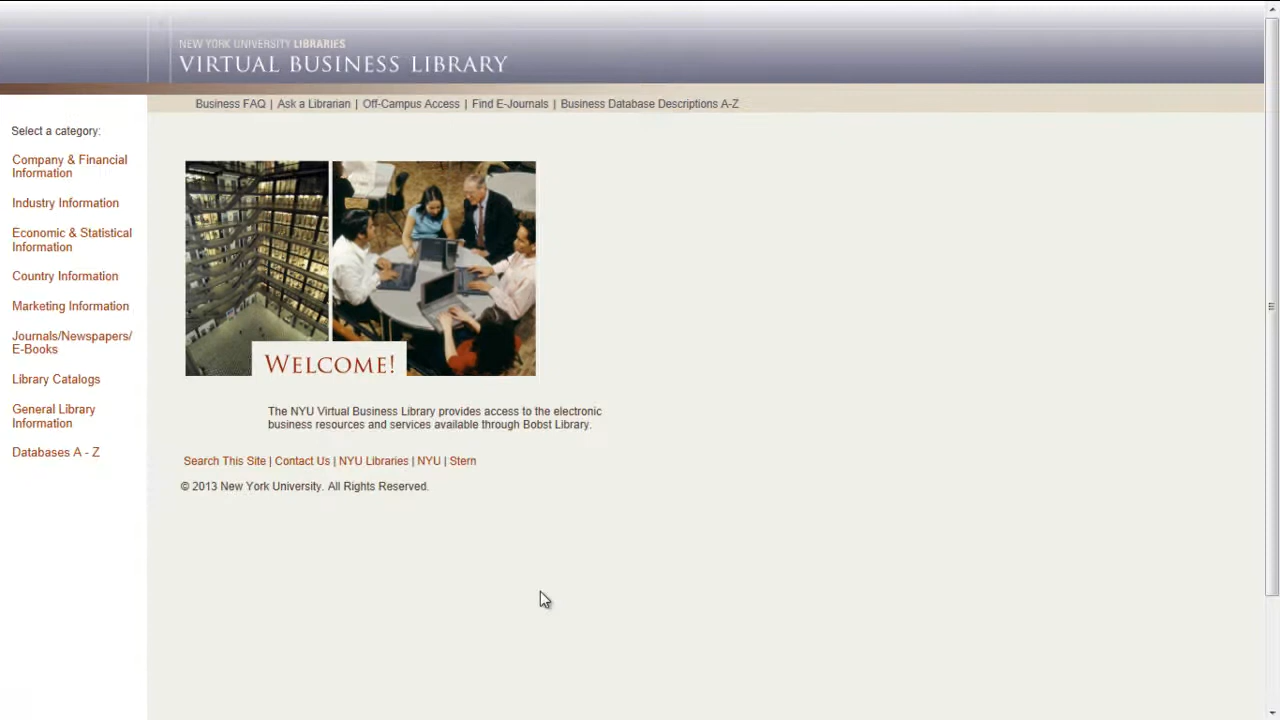 NEW YORK UNIVERSITY LIBRARIES
VIRTUAL BUSINESS LIBRARY
Business FAQ | Ask a Librarian | Off-Campus Access | Find E-Journals | Business Database Descriptions A-Z
Select a category:
Company & Financial
Information
Industry Information
Economic & Statistical
Information
Country Information
Marketing Information
Journals/Newspapers/
E-Books
Library Catalogs
General Library
Information
Databases A - Z
WELCOME!
The NYU Virtual Business Library provides access to the electronic
business resources and services available through Bobst Library.
Search This Site | Contact Us | NYU Libraries | NYU | Stern
© 2013 New York University. All Rights Reserved.